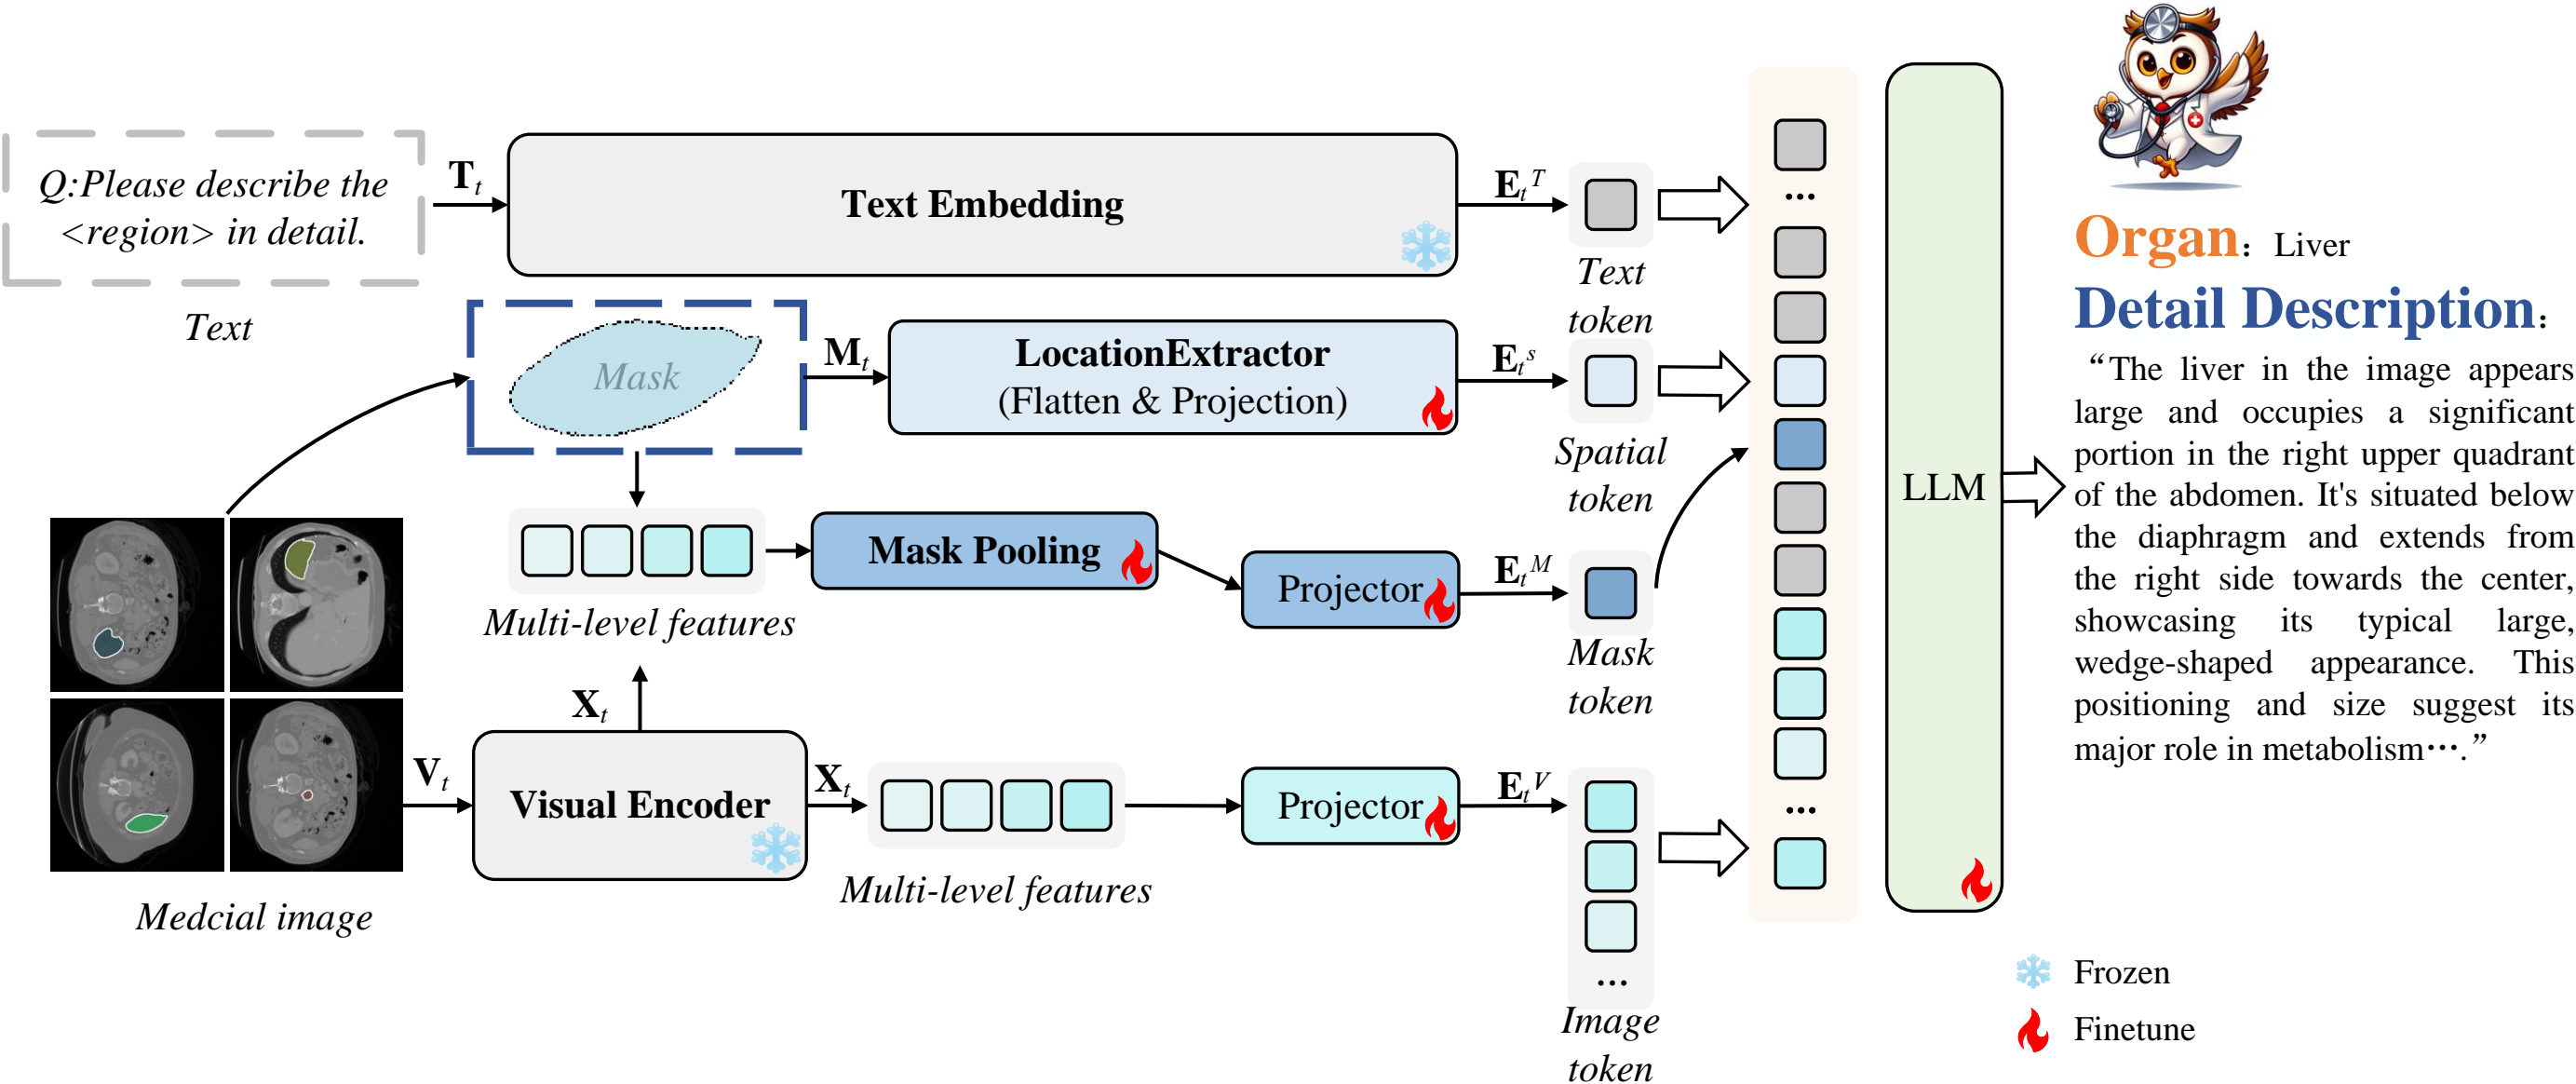 Q:Please describe the
<region> in detail.
Text
T_t
Text Embedding
E_t^T
Text
token
Mask
M_t
LocationExtractor
(Flatten & Projection)
E_t^s
Spatial
token
Multi-level features
Mask Pooling
Projector
E_t^M
Mask
token
X_t
Medcial image
V_t
Visual Encoder
X_t
Multi-level features
Projector
E_t^V
...
Image
token
...
...
LLM
Organ: Liver
Detail Description:
“The liver in the image appears
large and occupies a significant
portion in the right upper quadrant
of the abdomen. It's situated below
the diaphragm and extends from
the right side towards the center,
showcasing its typical large,
wedge-shaped appearance. This
positioning and size suggest its
major role in metabolism⋯.”
Frozen
Finetune